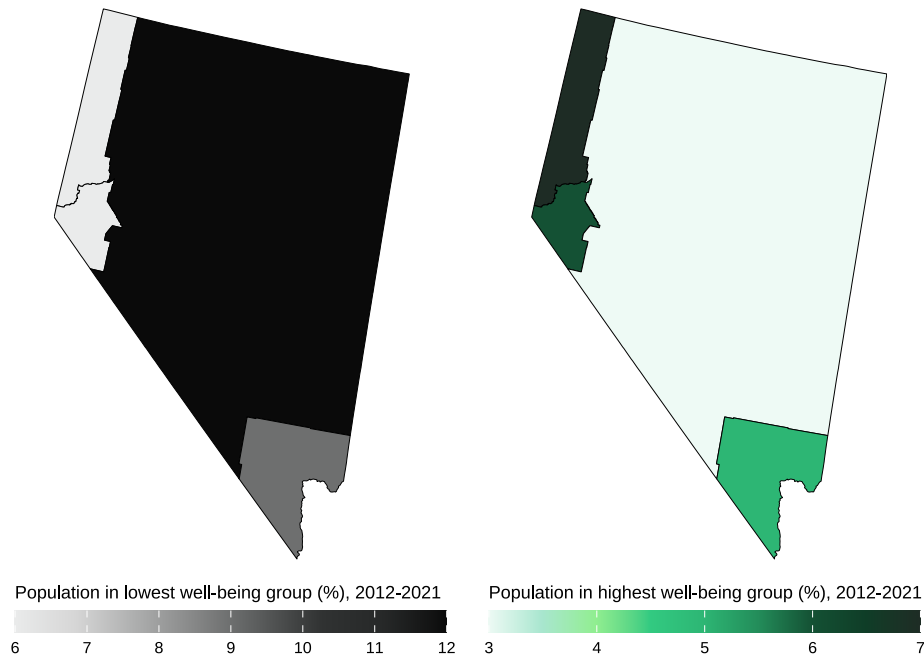 Population in lowest well-being group (%), 2012-2021
6 7 8 9 10 11 12
Population in highest well-being group (%), 2012-2021
3 4 5 6 7